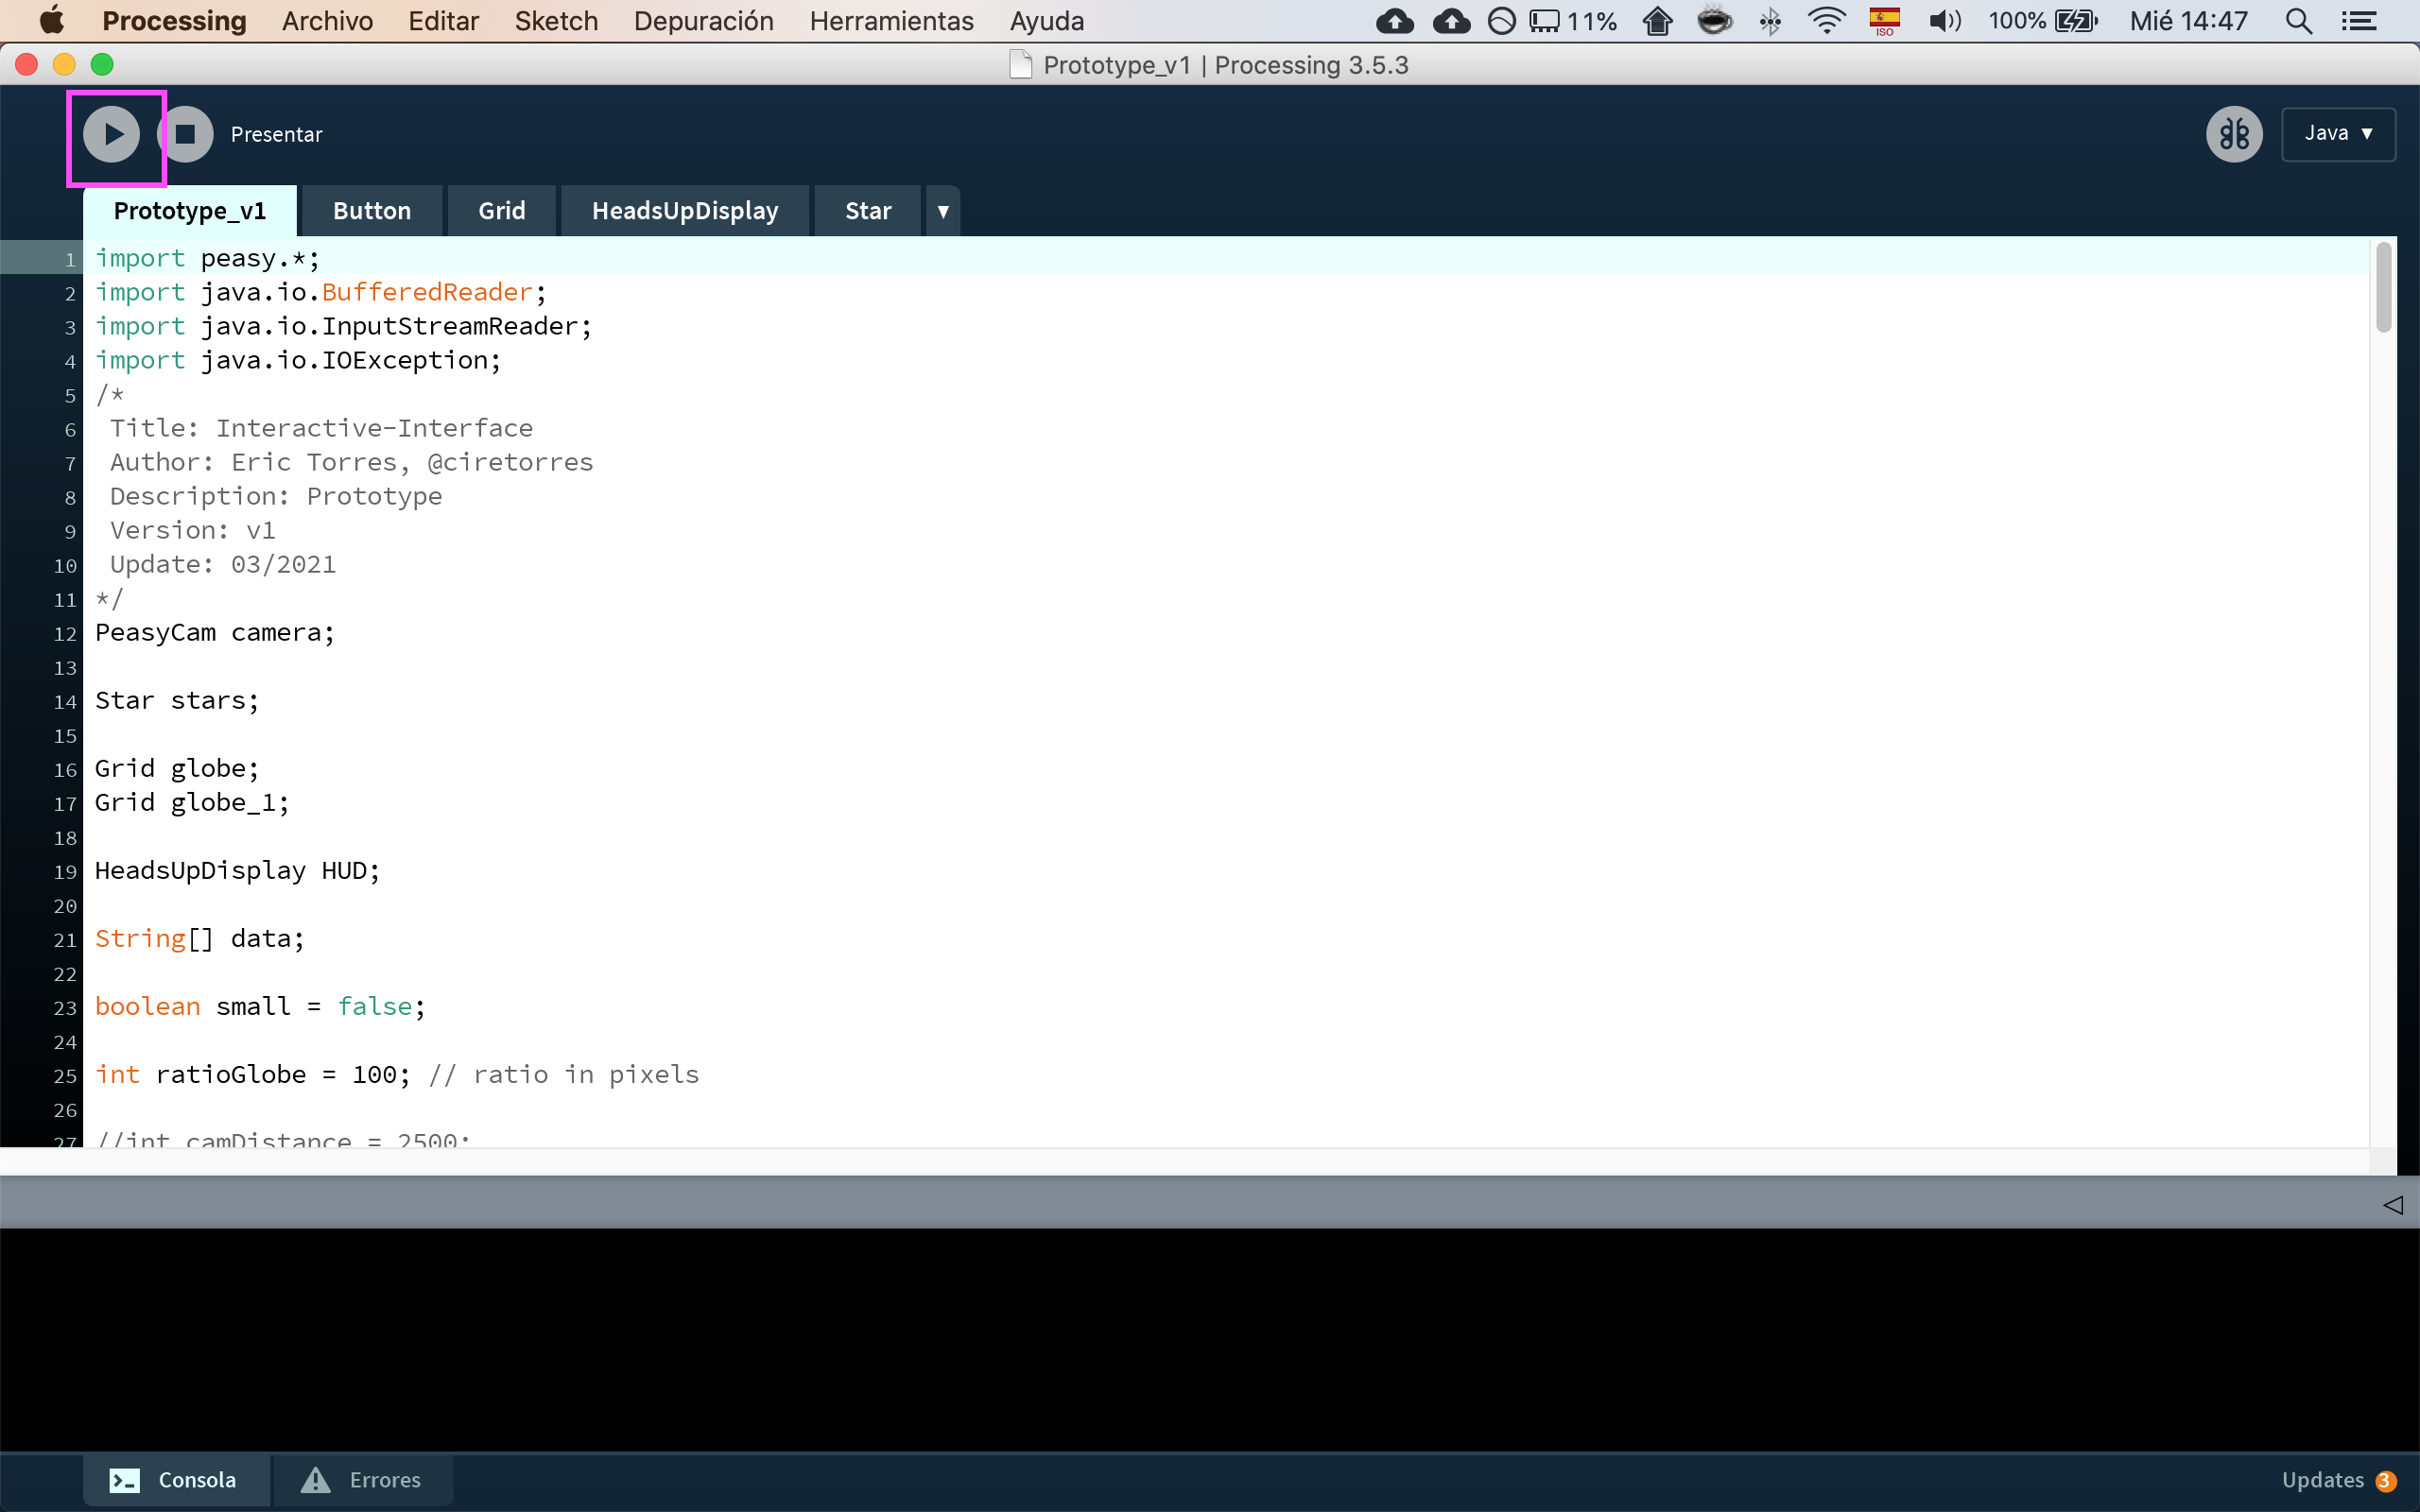 Processing Archivo Editar Sketch Depuración Herramientas Ayuda 11% ISO 100% Mié 14:47
Prototype_v1 | Processing 3.5.3
Presentar Java ▼
Prototype_v1 Button Grid HeadsUpDisplay Star ▼
1 import peasy.*;
2 import java.io.BufferedReader;
3 import java.io.InputStreamReader;
4 import java.io.IOException;
5 /*
6 Title: Interactive-Interface
7 Author: Eric Torres, @ciretorres
8 Description: Prototype
9 Version: v1
10 Update: 03/2021
11 */
12 PeasyCam camera;
13
14 Star stars;
15
16 Grid globe;
17 Grid globe_1;
18
19 HeadsUpDisplay HUD;
20
21 String[] data;
22
23 boolean small = false;
24
25 int ratioGlobe = 100; // ratio in pixels
26
27 //int camDistance = 2500;
Consola Errores Updates 3